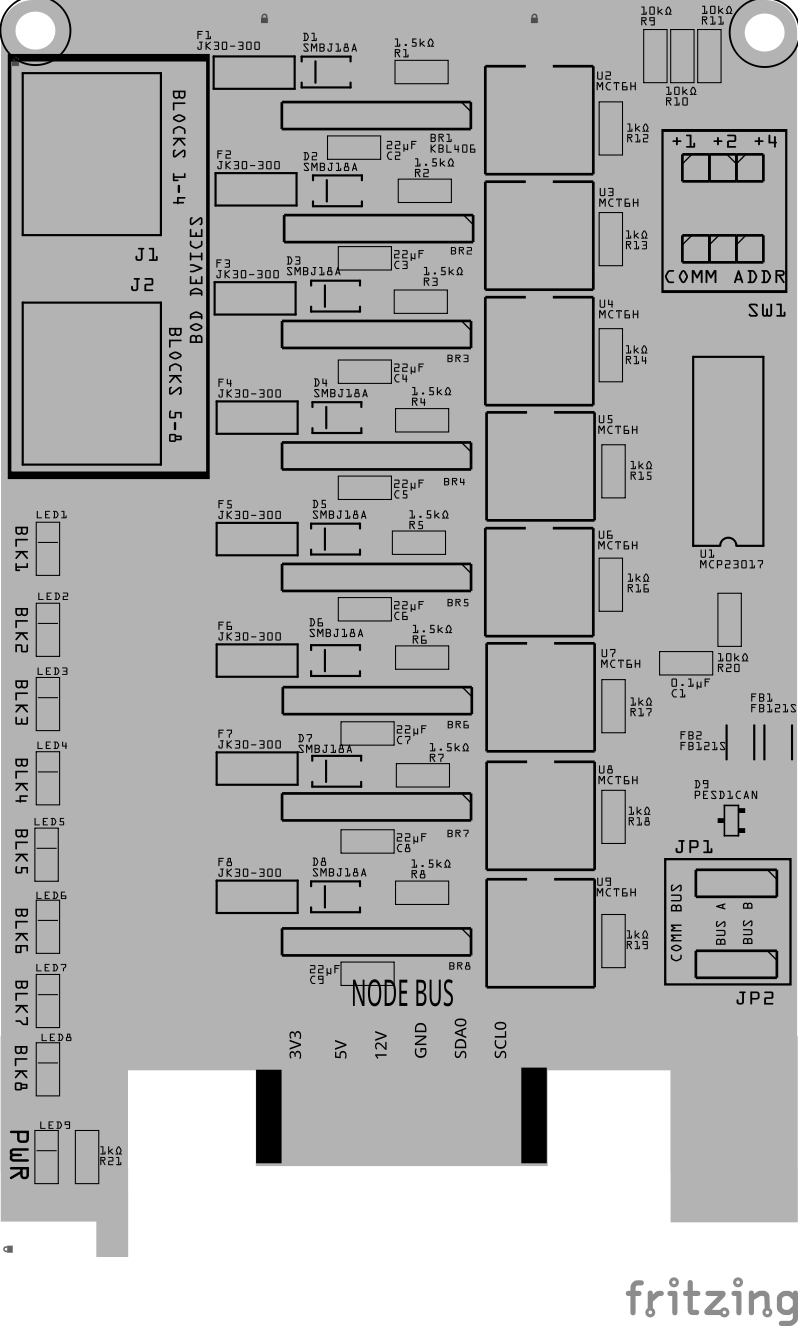 F1
JK30-300
D1
SMBJ18A
1.5kΩ
R1
10kΩ
R9
10kΩ
R11
10kΩ
R10
U2
MCT6H
1kΩ
R12
BLOCKS 1-4
BOD DEVICES
BLOCKS 5-8
J1
J2
22µF
C2
BR1
KBL406
F2
JK30-300
D2
SMBJ18A
1.5kΩ
R2
+1 +2 +4
COMM ADDR
SW1
U3
MCT6H
1kΩ
R13
22µF
C3
BR2
F3
JK30-300
D3
SMBJ18A
1.5kΩ
R3
U4
MCT6H
1kΩ
R14
22µF
C4
BR3
F4
JK30-300
D4
SMBJ18A
1.5kΩ
R4
U5
MCT6H
1kΩ
R15
22µF
C5
BR4
F5
JK30-300
D5
SMBJ18A
1.5kΩ
R5
U6
MCT6H
1kΩ
R16
U1
MCP23017
22µF
C6
BR5
F6
JK30-300
D6
SMBJ18A
1.5kΩ
R6
U7
MCT6H
1kΩ
R17
10kΩ
R20
0.1µF
C1
22µF
C7
BR6
F7
JK30-300
D7
SMBJ18A
1.5kΩ
R7
U8
MCT6H
1kΩ
R18
FB1
FB121S
FB2
FB121S
D9
PESD1CAN
22µF
C8
BR7
F8
JK30-300
D8
SMBJ18A
1.5kΩ
R8
U9
MCT6H
1kΩ
R19
JP1
COMM BUS
BUS A
BUS B
JP2
22µF
C9
BR8
LED1
BLK1
LED2
BLK2
LED3
BLK3
LED4
BLK4
LED5
BLK5
LED6
BLK6
LED7
BLK7
LED8
BLK8
LED9
PWR
1kΩ
R21
NODE BUS
3V3
5V
12V
GND
SDA0
SCL0
fritzing